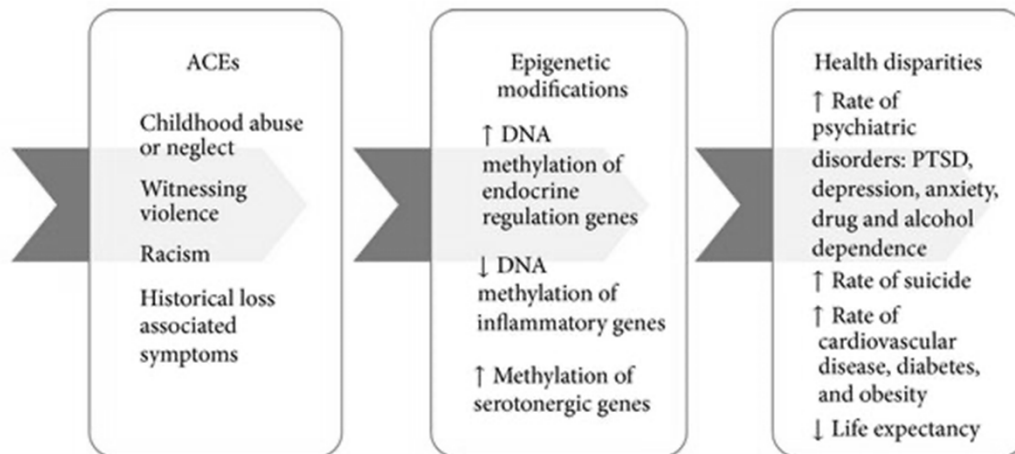 ACEs
Childhood abuse
or neglect
Witnessing
violence
Racism
Historical loss
associated
symptoms
Epigenetic
modifications
↑ DNA
methylation of
endocrine
regulation genes
↓ DNA
methylation of
inflammatory genes
↑ Methylation of
serotonergic genes
Health disparities
↑ Rate of
psychiatric
disorders: PTSD,
depression, anxiety,
drug and alcohol
dependence
↑ Rate of suicide
↑ Rate of
cardiovascular
disease, diabetes,
and obesity
↓ Life expectancy